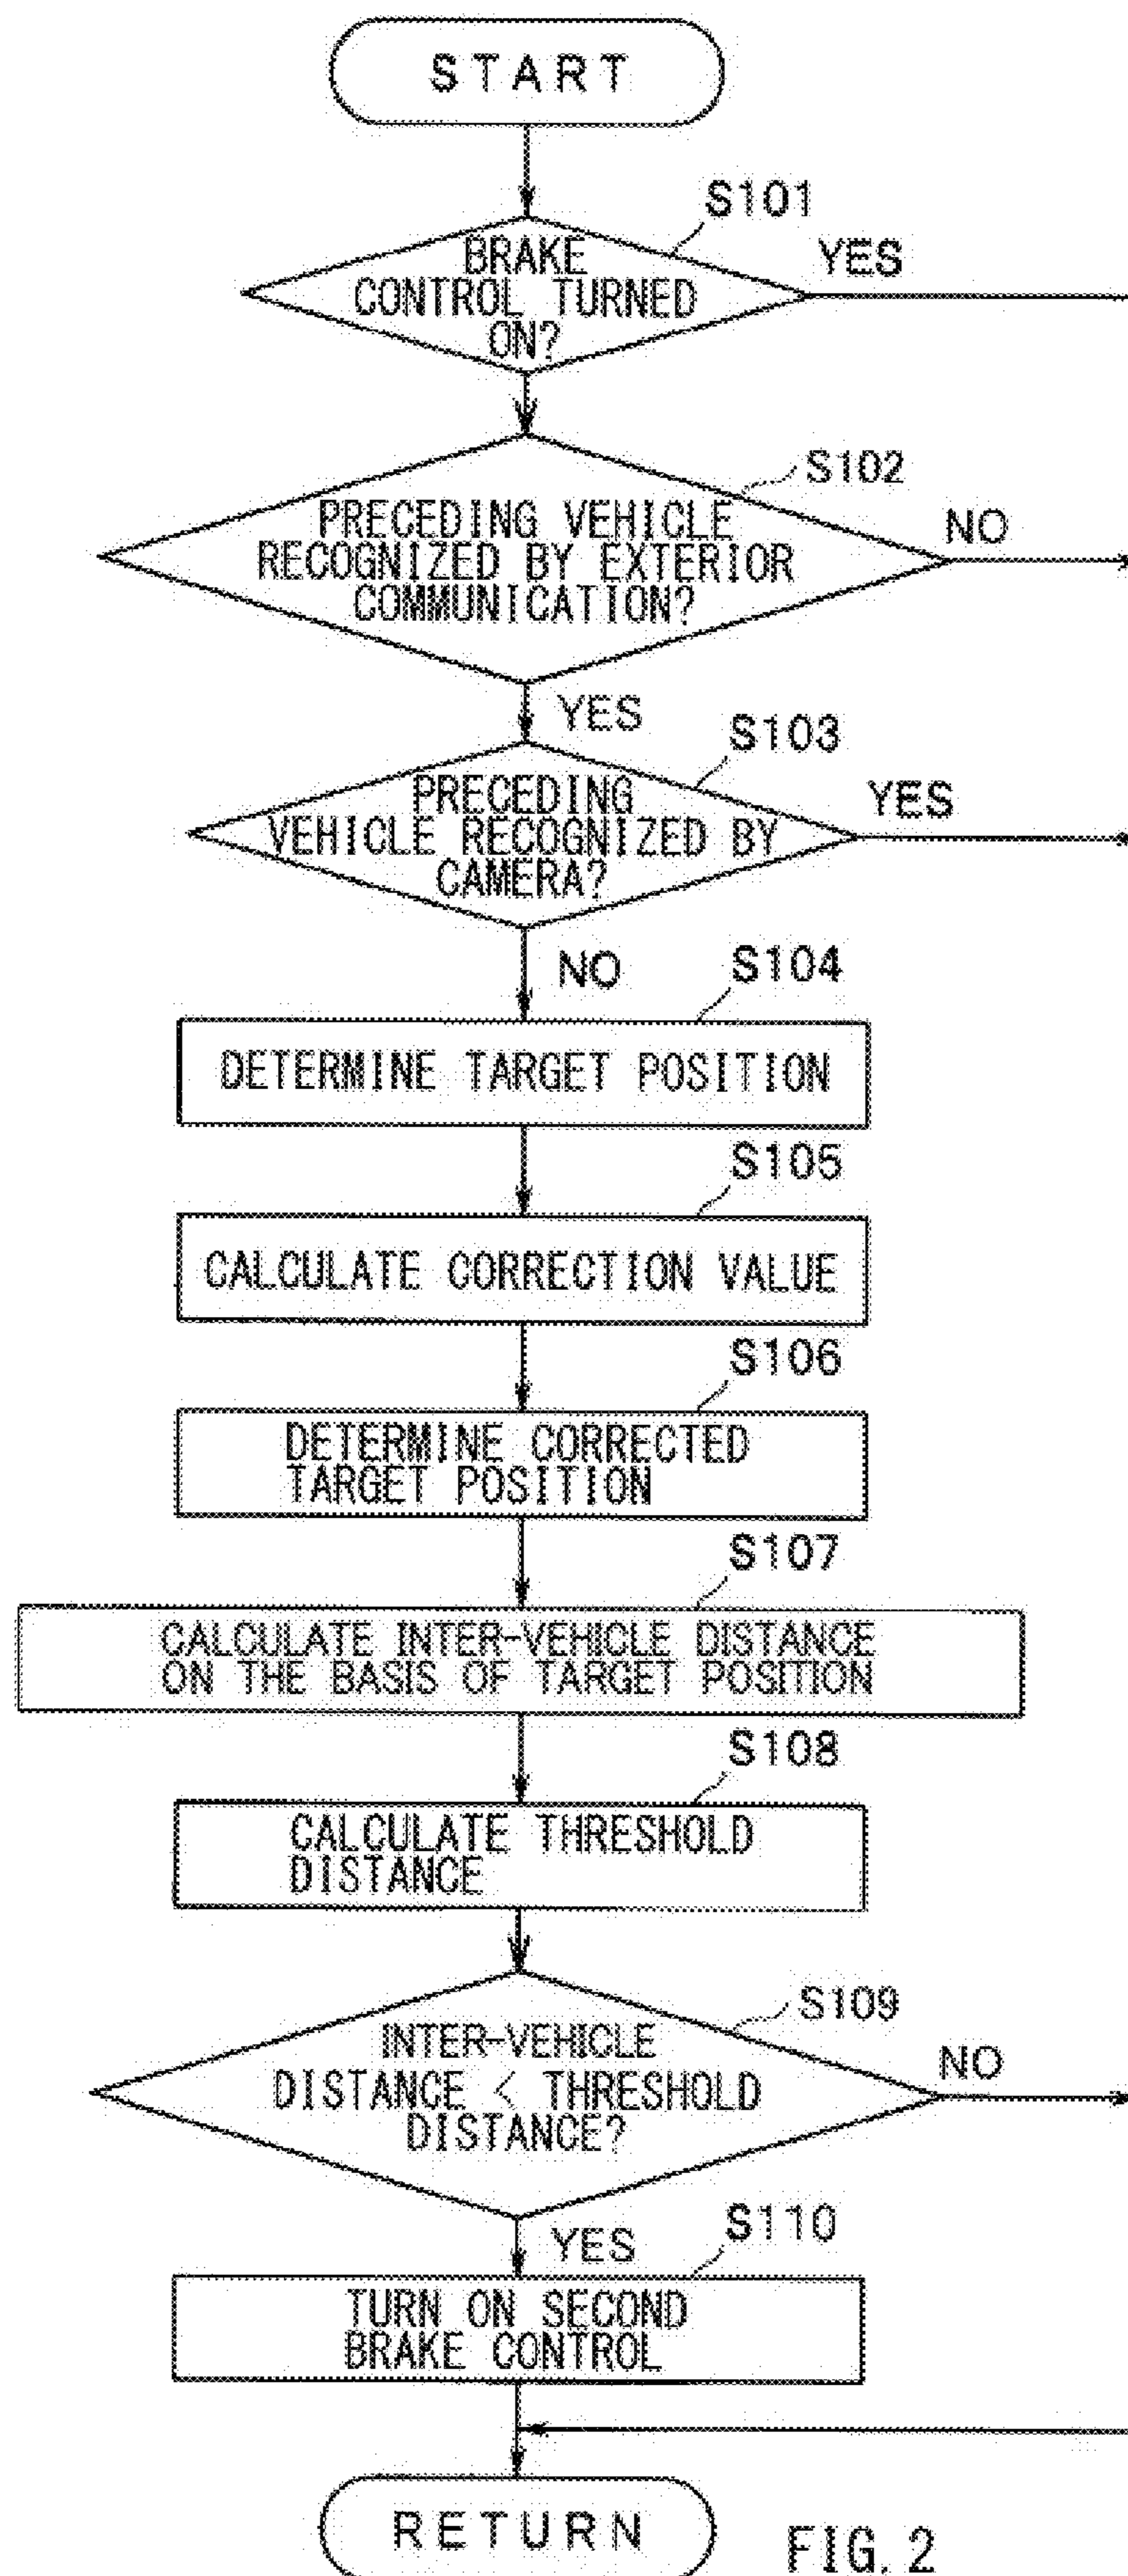 START
S101
BRAKE
CONTROL TURNED
ON?
YES
S102
PRECEDING VEHICLE
RECOGNIZED BY EXTERIOR
COMMUNICATION?
NO
YES
S103
PRECEDING
VEHICLE RECOGNIZED BY
CAMERA?
YES
NO
S104
DETERMINE TARGET POSITION
S105
CALCULATE CORRECTION VALUE
S106
DETERMINE CORRECTED
TARGET POSITION
S107
CALCULATE INTER-VEHICLE DISTANCE
ON THE BASIS OF TARGET POSITION
S108
CALCULATE THRESHOLD
DISTANCE
S109
INTER-VEHICLE
DISTANCE < THRESHOLD
DISTANCE?
NO
YES
S110
TURN ON SECOND
BRAKE CONTROL
RETURN
FIG. 2